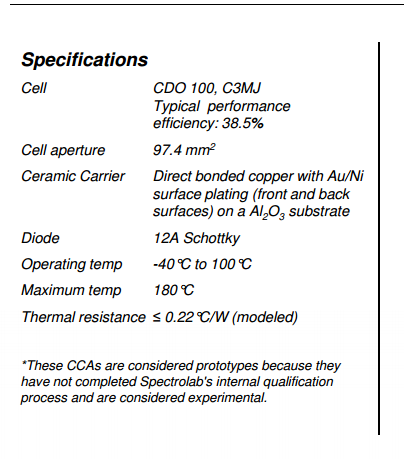 Specifications
Cell CDO 100, C3MJ
Typical performance
efficiency: 38.5%
Cell aperture 97.4 mm²
Ceramic Carrier Direct bonded copper with Au/Ni
surface plating (front and back
surfaces) on a Al₂O₃ substrate
Diode 12A Schottky
Operating temp -40°C to 100°C
Maximum temp 180°C
Thermal resistance ≤ 0.22°C/W (modeled)
*These CCAs are considered prototypes because they
have not completed Spectrolab's internal qualification
process and are considered experimental.